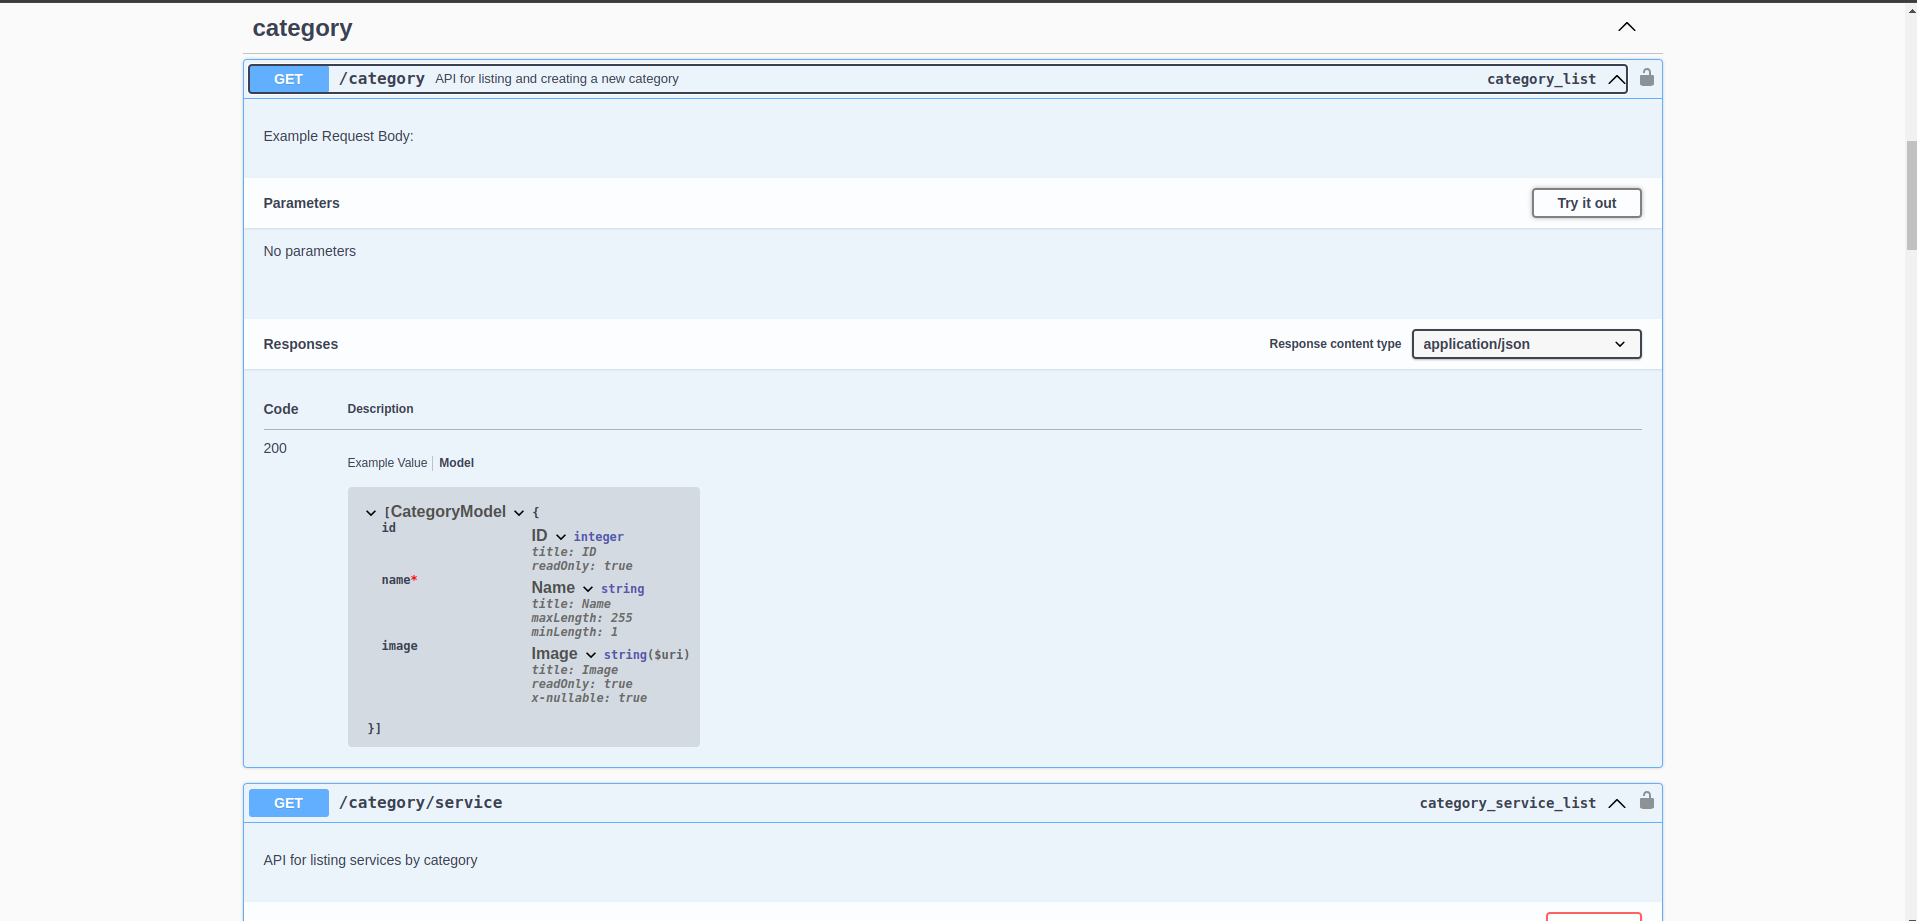 category
GET /category API for listing and creating a new category category_list
Example Request Body:
Parameters Try it out
No parameters
Responses Response content type application/json
Code Description
200
Example Value Model
[CategoryModel {
id
ID integer
title: ID
readOnly: true
name*
Name string
title: Name
maxLength: 255
minLength: 1
image
Image string($uri)
title: Image
readOnly: true
x-nullable: true
}]
GET /category/service category_service_list
API for listing services by category